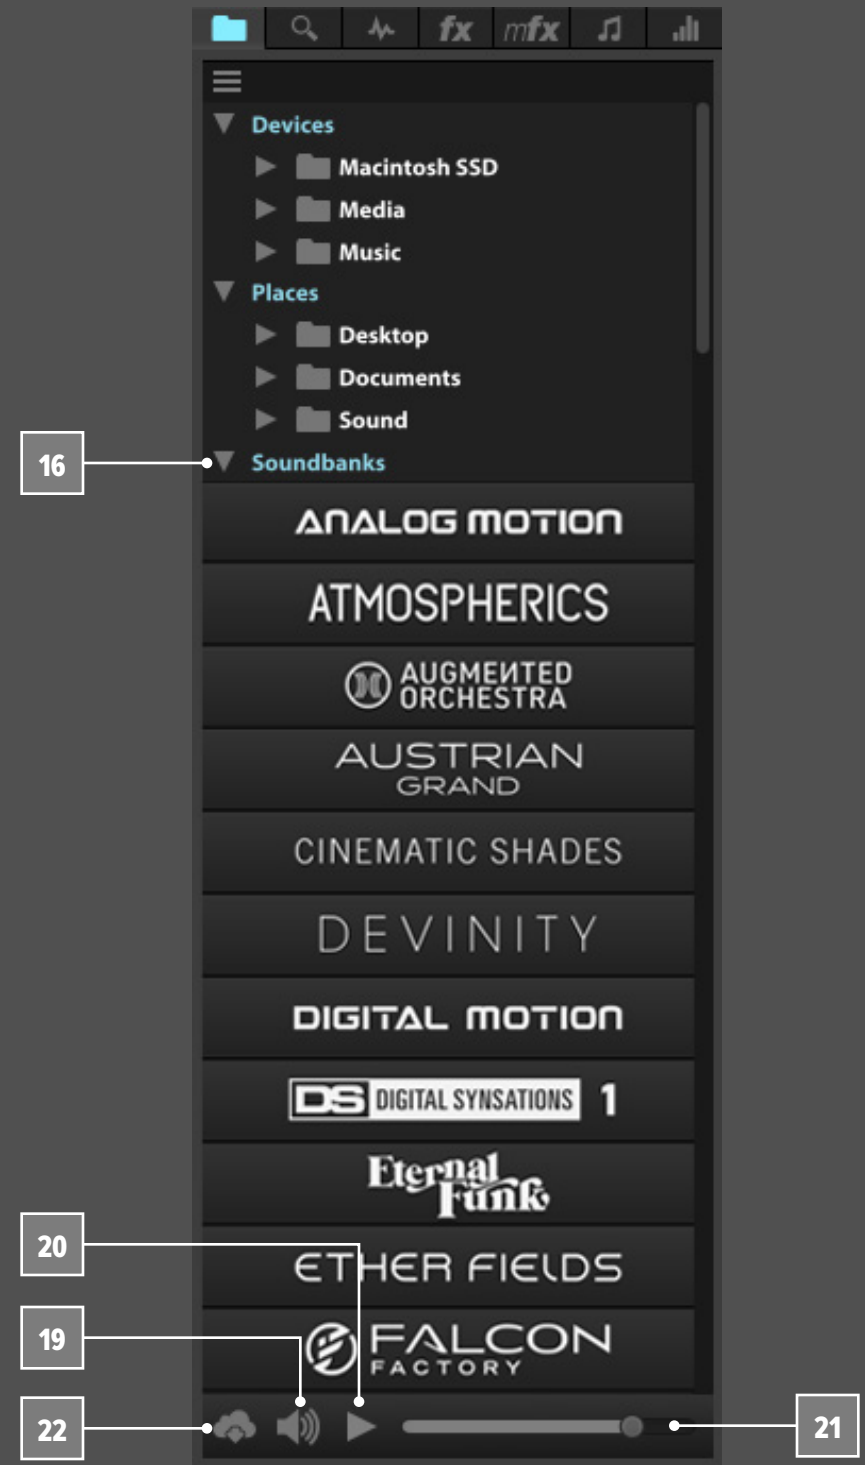 fx
mfx
Devices
Macintosh SSD
Media
Music
Places
Desktop
Documents
Sound
16
Soundbanks
ANALOG MOTION
ATMOSPHERICS
AUGMENTED
ORCHESTRA
AUSTRIAN
GRAND
CINEMATIC SHADES
DEVINITY
DIGITAL MOTION
DS DIGITAL SYNSATIONS 1
Eternal
Funk
20
ETHER FIELDS
19
FALCON
FACTORY
22
21